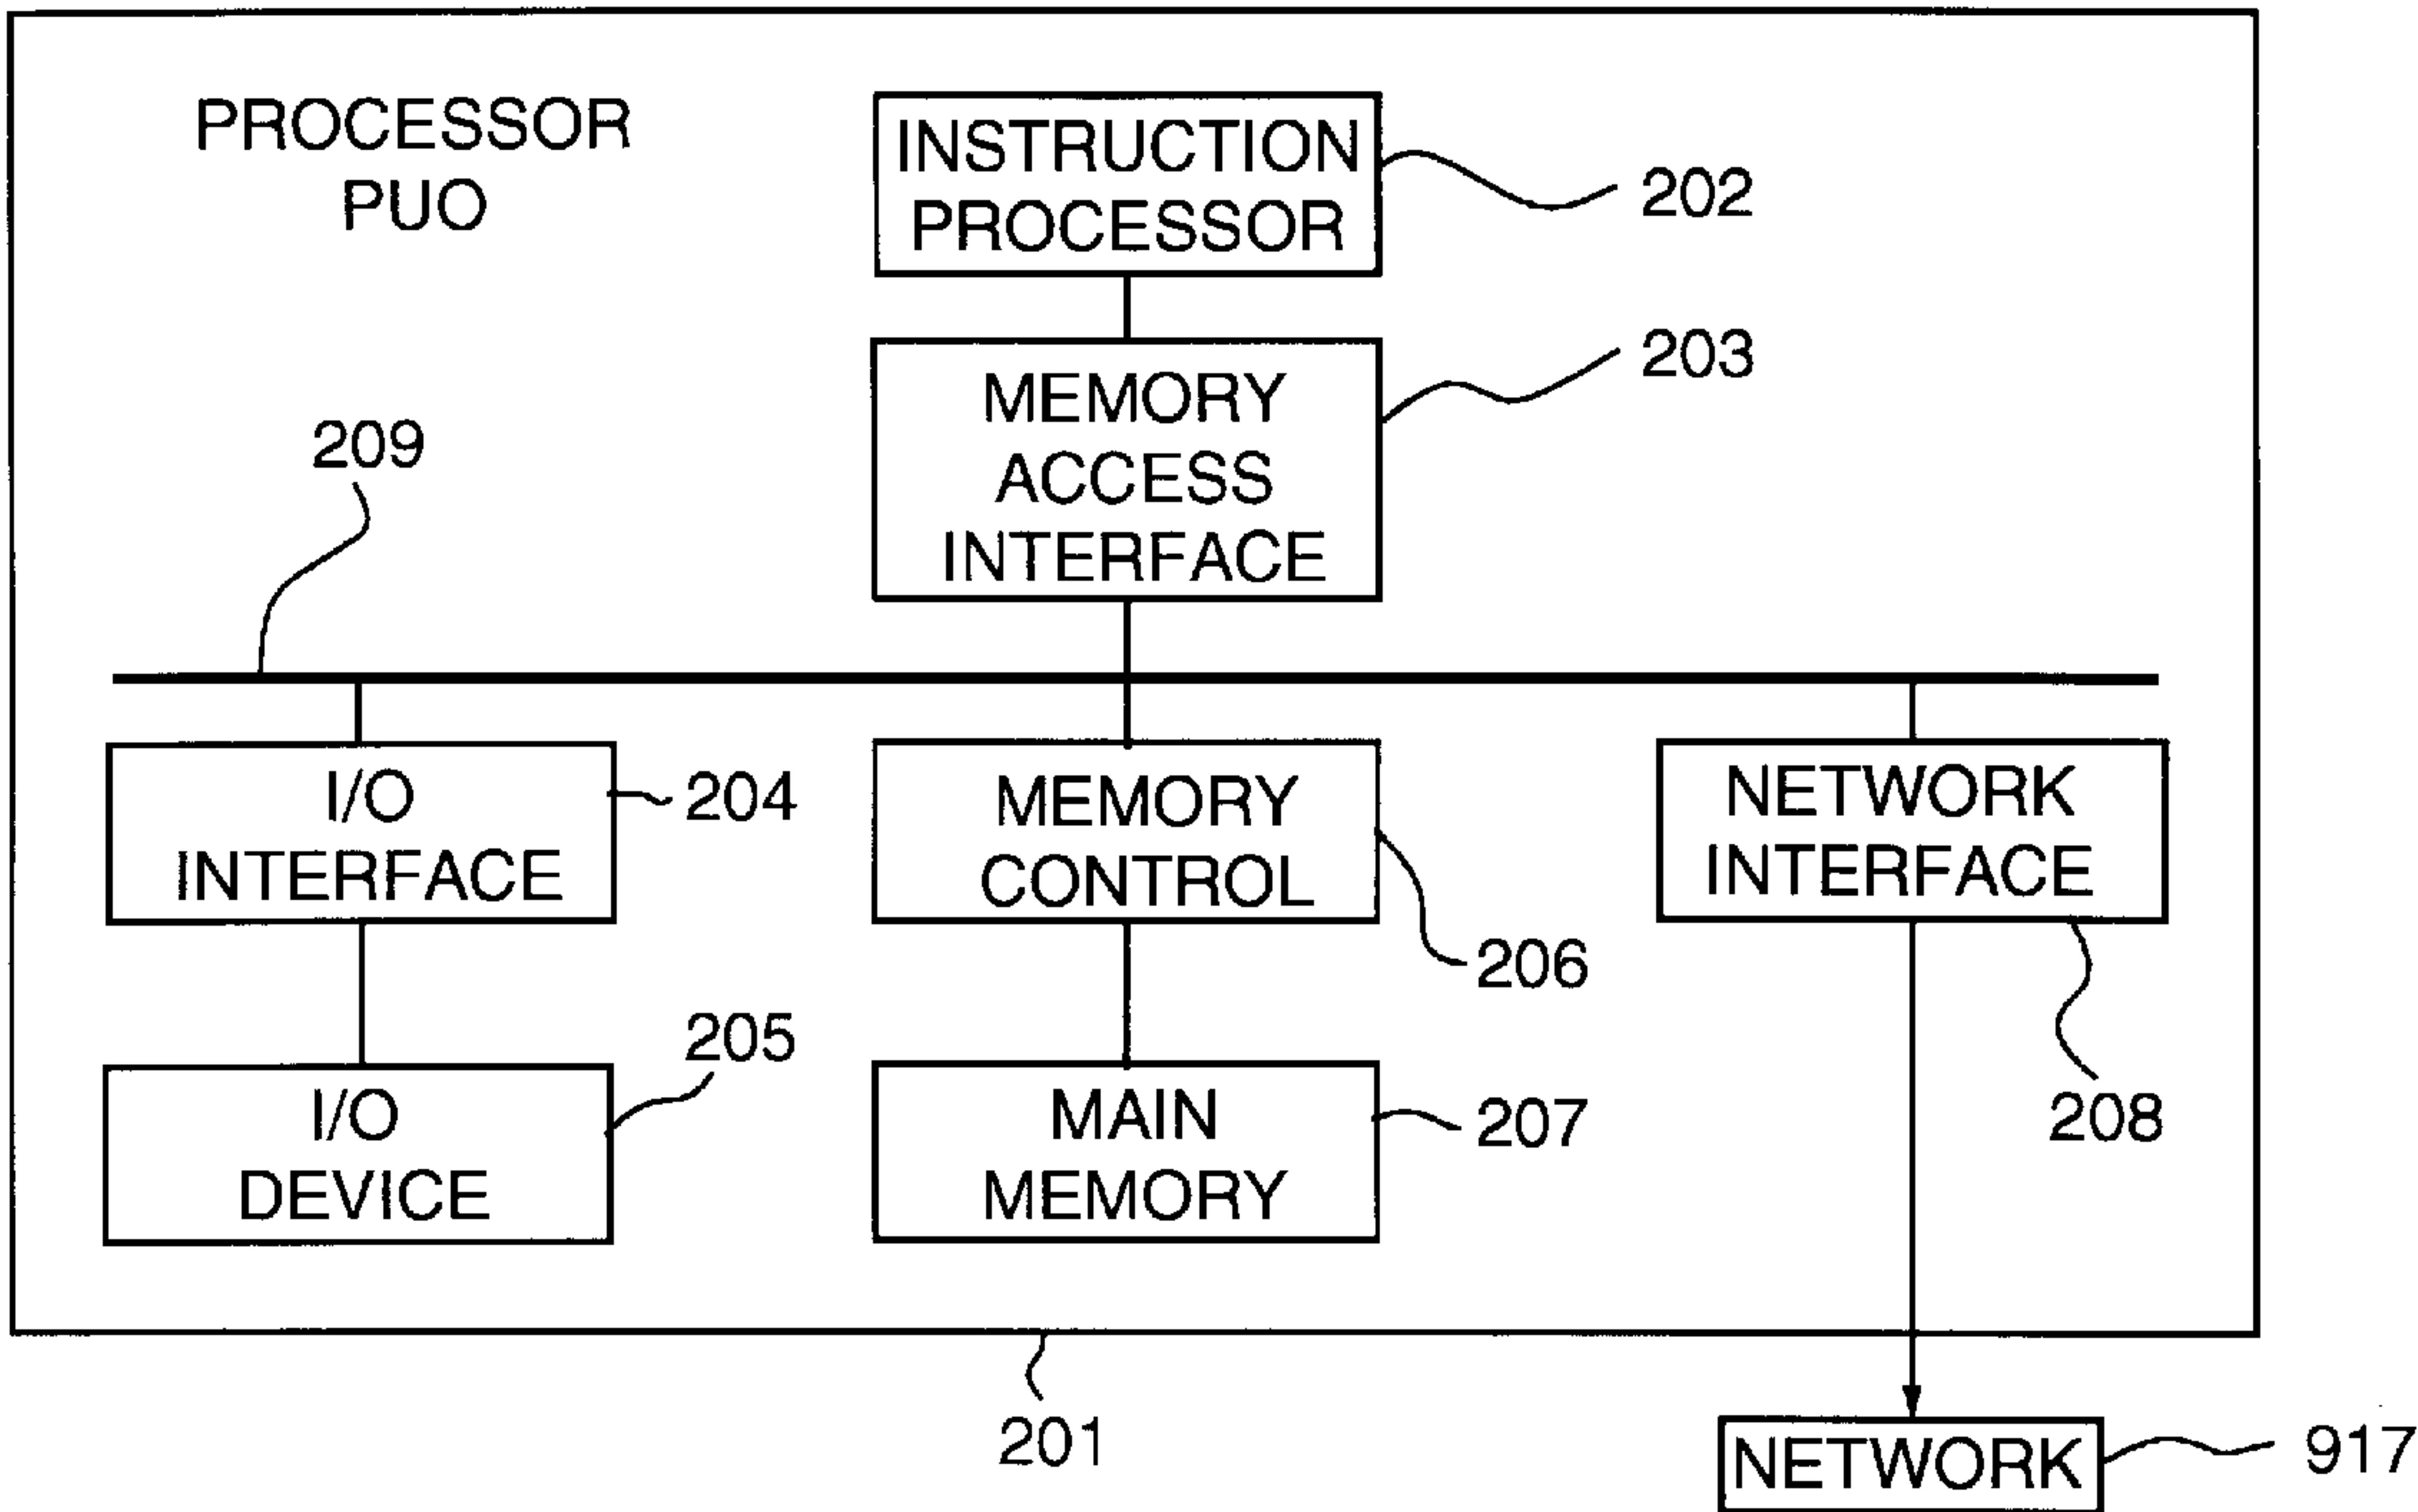 PROCESSOR
PUO
INSTRUCTION
PROCESSOR
202
MEMORY
ACCESS
INTERFACE
203
209
I/O
INTERFACE
204
MEMORY
CONTROL
206
NETWORK
INTERFACE
208
I/O
DEVICE
205
MAIN
MEMORY
207
201
NETWORK
917